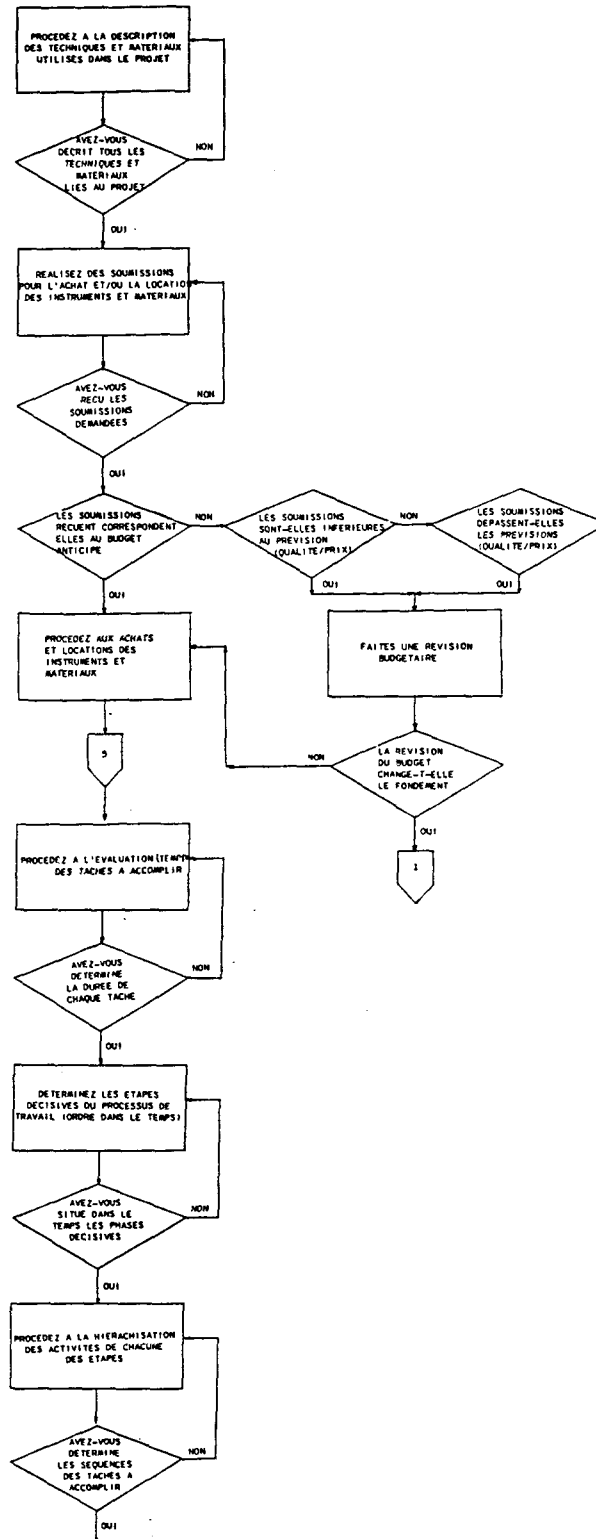 PROCEDEZ A LA DESCRIPTION
DES TECHNIQUES ET MATERIAUX
UTILISES DANS LE PROJET
AVEZ-VOUS
DECRIT TOUS LES
TECHNIQUES ET
MATERIAUX
LIES AU PROJET
NON
OUI
REALISEZ DES SOUMISSIONS
POUR L'ACHAT ET/OU LA LOCATION
DES INSTRUMENTS ET MATERIAUX
AVEZ-VOUS
RECU LES
SOUMISSIONS
DEMANDEES
NON
OUI
LES SOUMISSIONS
RECUENT CORRESPONDENT
ELLES AU BUDGET
ANTICIPE
NON
LES SOUMISSIONS
SONT-ELLES INFERIEURES
AU PREVISION
(QUALITE/PRIX)
NON
LES SOUMISSIONS
DEPASSENT-ELLES
LES PREVISIONS
(QUALITE/PRIX)
OUI
OUI
OUI
PROCEDEZ AUX ACHATS
ET LOCATIONS DES
INSTRUMENTS ET
MATERIAUX
FAITES UNE REVISION
BUDGETAIRE
5
NON
LA REVISION
DU BUDGET
CHANGE-T-ELLE
LE FONDEMENT
OUI
1
PROCEDEZ A L'EVALUATION(TEMP
DES TACHES A ACCOMPLIR
AVEZ-VOUS
DETERMINE
LA DUREE DE
CHAQUE TACHE
NON
OUI
DETERMINEZ LES ETAPES
DECISIVES DU PROCESSUS DE
TRAVAIL (ORDRE DANS LE TEMPS)
AVEZ-VOUS
SITUE DANS LE
TEMPS LES PHASES
DECISIVES
NON
OUI
PROCEDEZ A LA HIERACHISATION
DES ACTIVITES DE CHACUNE
DES ETAPES
AVEZ-VOUS
DETERMINE
LES SEQUENCES
DES TACHES A
ACCOMPLIR
NON
OUI